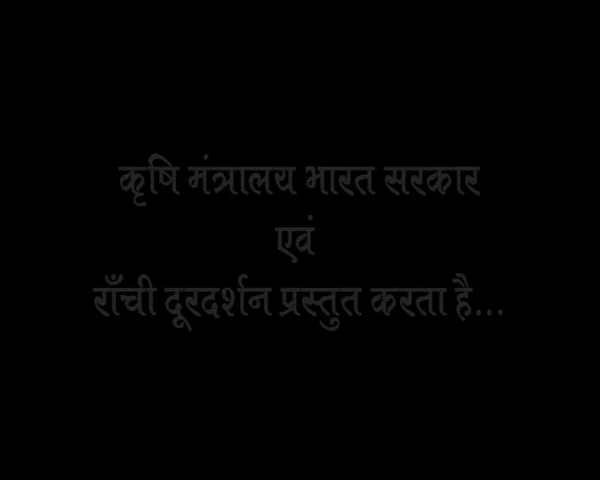 कृषि मंत्रालय भारत सरकार
एवं
राँची दूरदर्शन प्रस्तुत करता है...